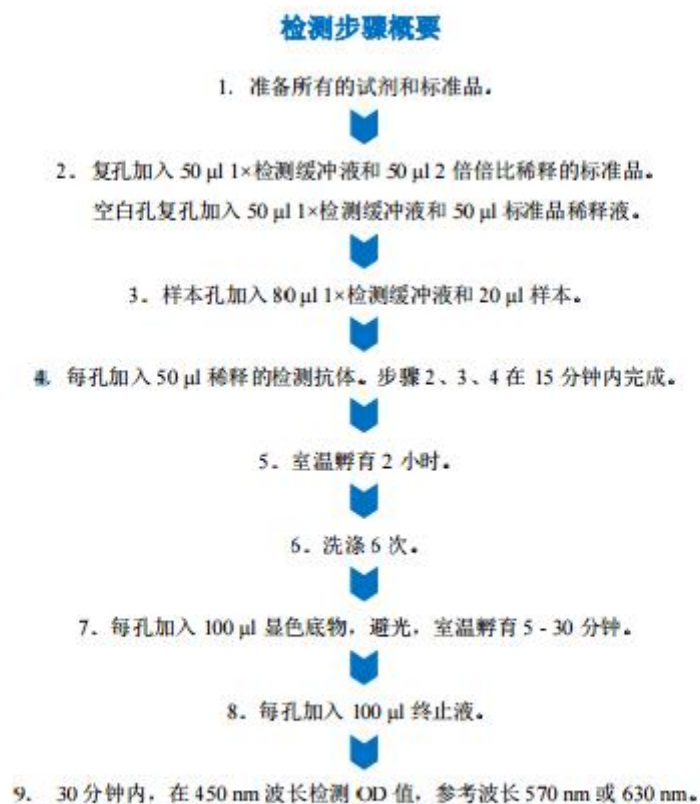 检测步骤概要
1. 准备所有的试剂和标准品。
2. 复孔加入 50 μl 1×检测缓冲液和 50 μl 2 倍倍比稀释的标准品。
空白孔复孔加入 50 μl 1×检测缓冲液和 50 μl 标准品稀释液。
3. 样本孔加入 80 μl 1×检测缓冲液和 20 μl 样本。
4. 每孔加入 50 μl 稀释的检测抗体。步骤 2、3、4 在 15 分钟内完成。
5. 室温孵育 2 小时。
6. 洗涤 6 次。
7. 每孔加入 100 μl 显色底物，避光，室温孵育 5 - 30 分钟。
8. 每孔加入 100 μl 终止液。
9. 30 分钟内，在 450 nm 波长检测 OD 值，参考波长 570 nm 或 630 nm。